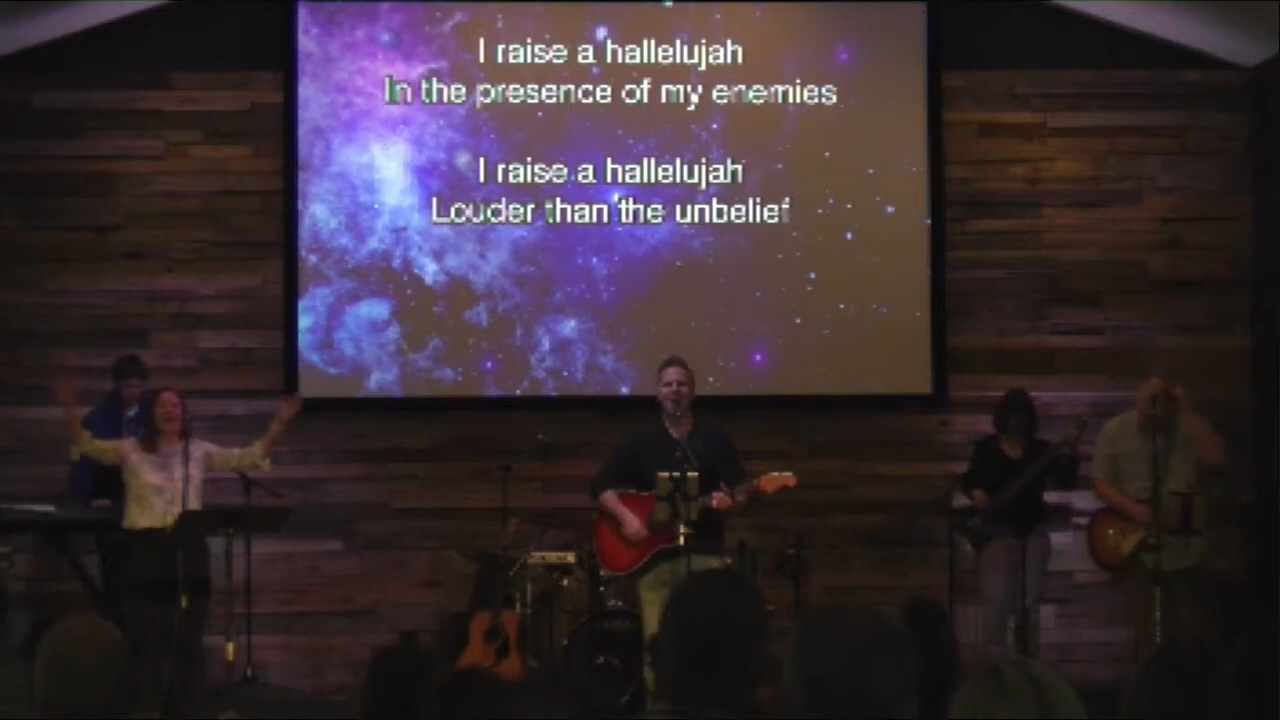 I raise a hallelujah
In the presence of my enemies
I raise a hallelujah
Louder than the unbelief